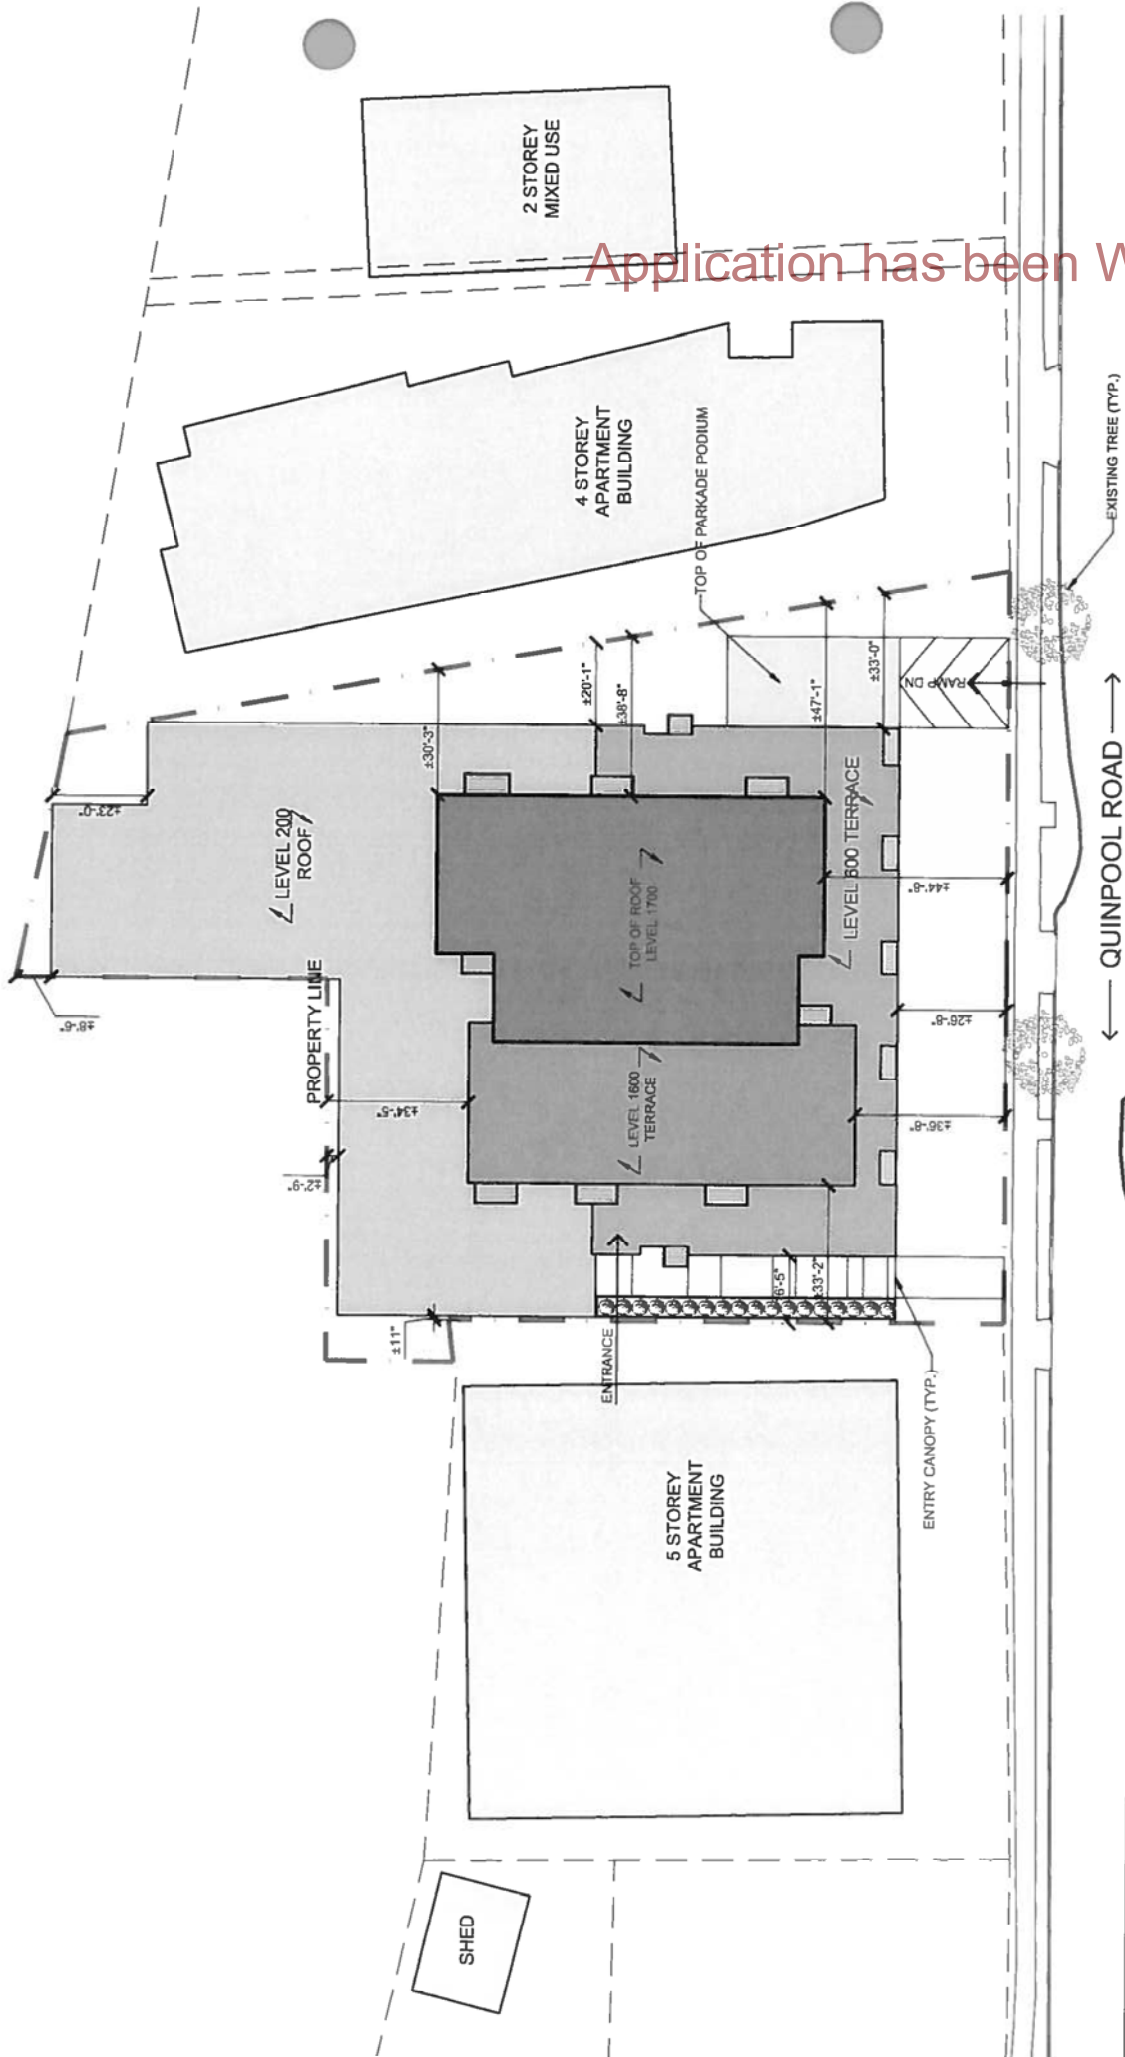 2 STOREY
MIXED USE
Application has been W
4 STOREY
APARTMENT
BUILDING
TOP OF PARKADE PODIUM
EXISTING TREE (TYP.)
±20'-1"
±38'-8"
±30'-3"
±47'-1"
±33'-0"
RAMP DN
±23'-0"
LEVEL 200
ROOF
LEVEL 600 TERRACE
TOP OF ROOF
LEVEL 1700
±44'-8"
QUINPOOL ROAD
±8'-6"
PROPERTY LINE
±26'-8"
±34'-5"
LEVEL 1600
TERRACE
±36'-8"
±2'-9"
6'-5"
±33'-2"
±11"
ENTRANCE
ENTRY CANOPY (TYP.)
5 STOREY
APARTMENT
BUILDING
SHED